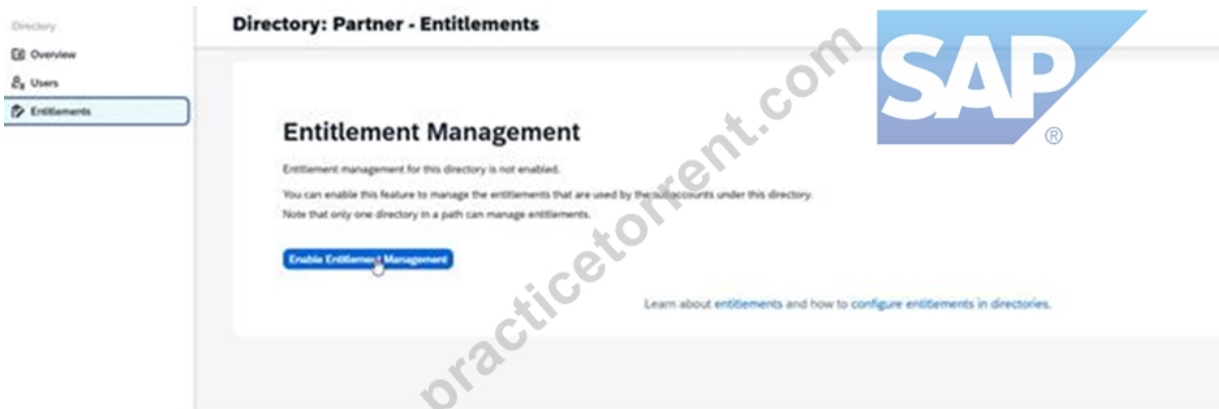 Directory
Overview
Users
Entitlements
Directory: Partner - Entitlements
SAP
®
Entitlement Management
Entitlement management for this directory is not enabled.
You can enable this feature to manage the entitlements that are used by the subaccounts under this directory.
Note that only one directory in a path can manage entitlements.
Enable Entitlement Management
Learn about entitlements and how to configure entitlements in directories.
practicetorrent.com